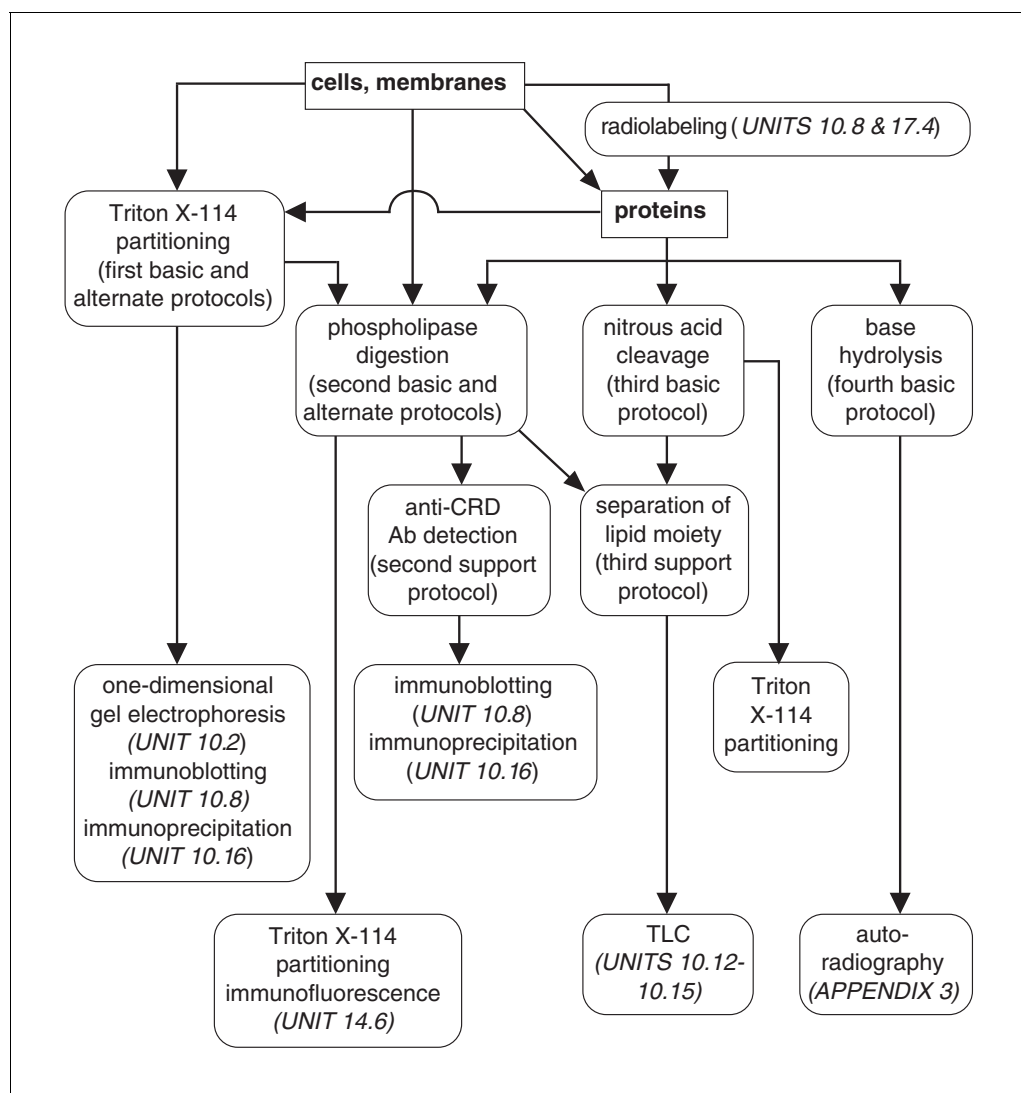 cells, membranes
radiolabeling (UNITS 10.8 & 17.4)
proteins
Triton X-114
partitioning
(first basic and
alternate protocols)
phospholipase
digestion
(second basic and
alternate protocols)
nitrous acid
cleavage
(third basic
protocol)
base
hydrolysis
(fourth basic
protocol)
anti-CRD
Ab detection
(second support
protocol)
separation of
lipid moiety
(third support
protocol)
one-dimensional
gel electrophoresis
(UNIT 10.2)
immunoblotting
(UNIT 10.8)
immunoprecipitation
(UNIT 10.16)
immunoblotting
(UNIT 10.8)
immunoprecipitation
(UNIT 10.16)
Triton
X-114
partitioning
Triton X-114
partitioning
immunofluorescence
(UNIT 14.6)
TLC
(UNITS 10.12-
10.15)
auto-
radiography
(APPENDIX 3)